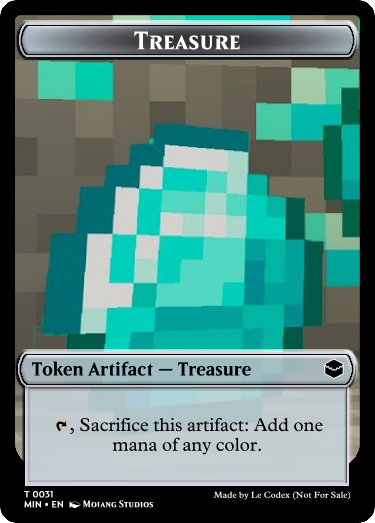 Treasure
Token Artifact — Treasure
, Sacrifice this artifact: Add one
mana of any color.
T 0031
MIN • EN Mojang Studios
Made by Le Codex (Not For Sale)